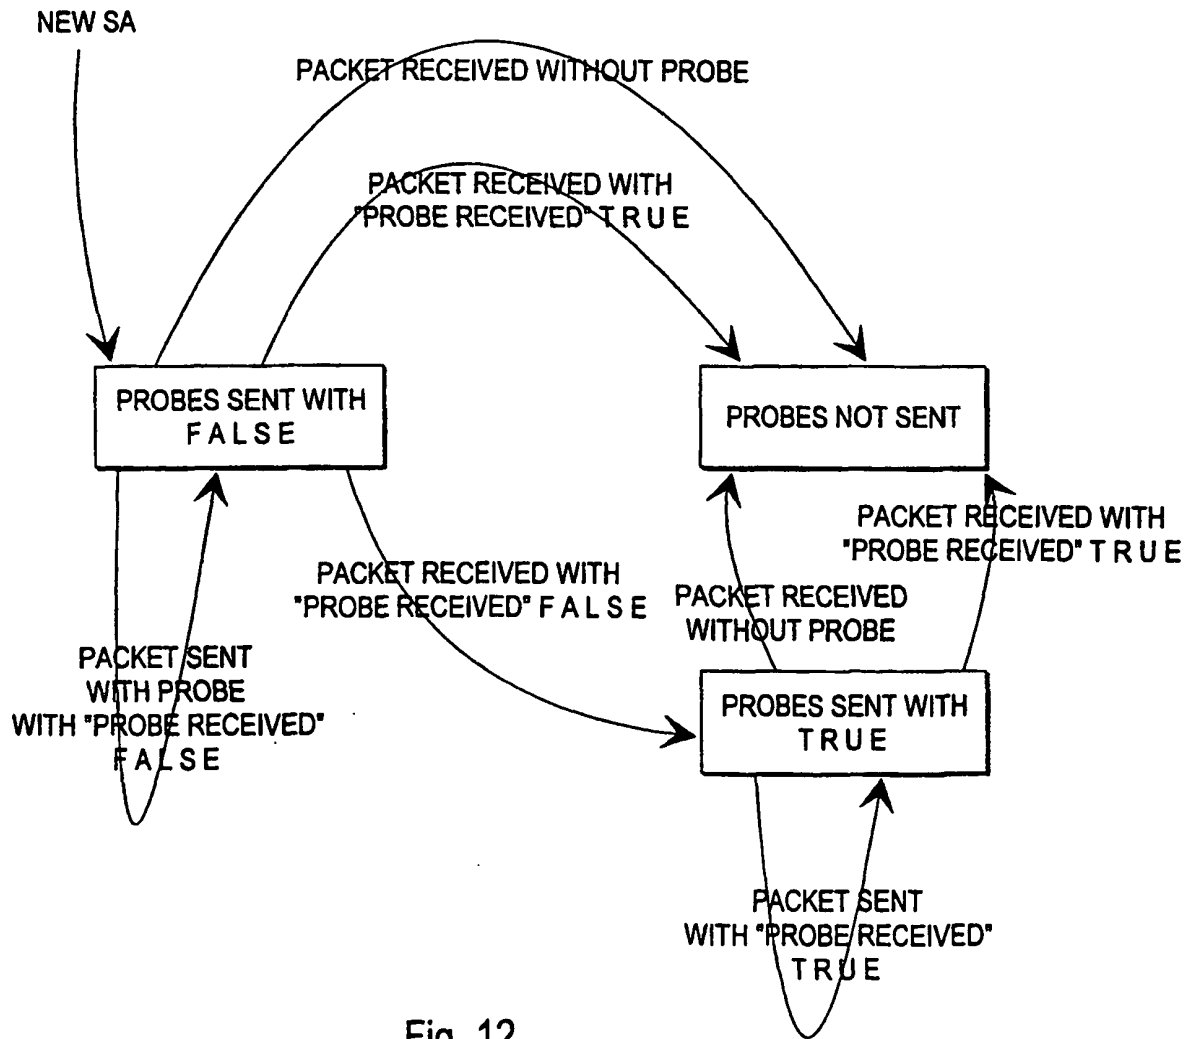 NEW SA
PACKET RECEIVED WITHOUT PROBE
PACKET RECEIVED WITH
"PROBE RECEIVED" TRUE
PROBES SENT WITH
FALSE
PROBES NOT SENT
PACKET RECEIVED WITH
"PROBE RECEIVED" TRUE
PACKET RECEIVED WITH
"PROBE RECEIVED" FALSE
PACKET RECEIVED
WITHOUT PROBE
PACKET SENT
WITH PROBE
WITH "PROBE RECEIVED"
FALSE
PROBES SENT WITH
TRUE
PACKET SENT
WITH "PROBE RECEIVED"
TRUE
Fig. 12